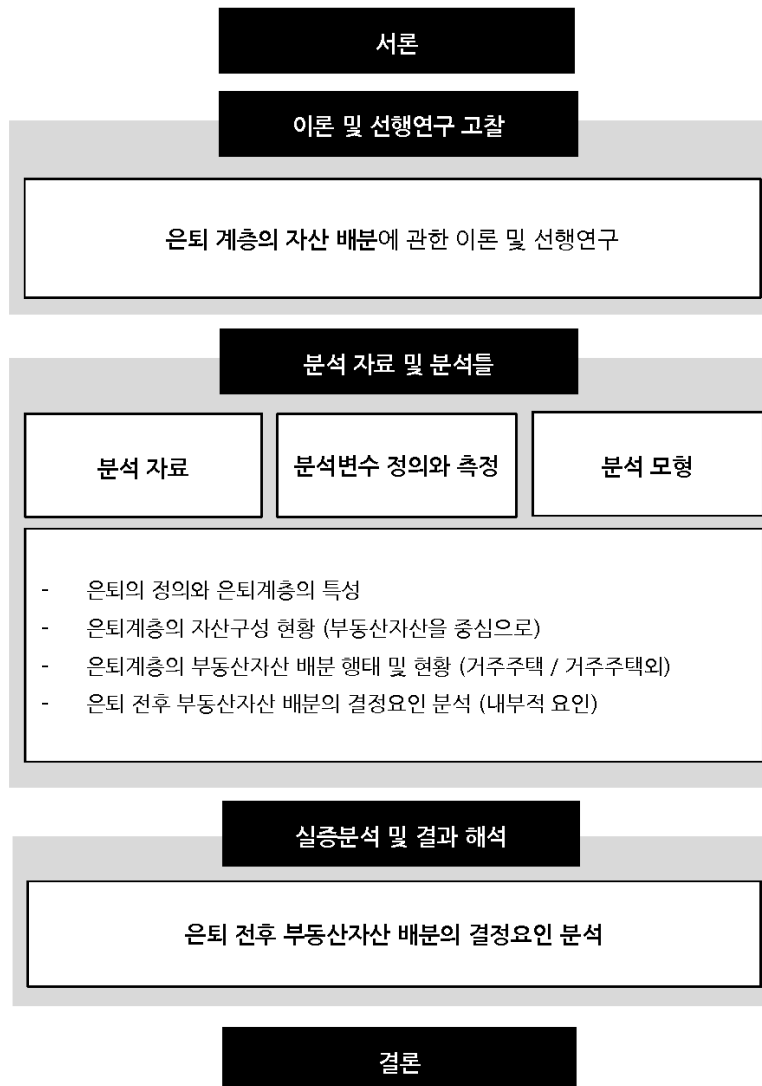 서론
이론 및 선행연구 고찰
은퇴 계층의 자산 배분에 관한 이론 및 선행연구
분석 자료 및 분석틀
분석 자료
분석변수 정의와 측정
분석 모형
- 은퇴의 정의와 은퇴계층의 특성
- 은퇴계층의 자산구성 현황 (부동산자산을 중심으로)
- 은퇴계층의 부동산자산 배분 행태 및 현황 (거주주택 / 거주주택외)
- 은퇴 전후 부동산자산 배분의 결정요인 분석 (내부적 요인)
실증분석 및 결과 해석
은퇴 전후 부동산자산 배분의 결정요인 분석
결론